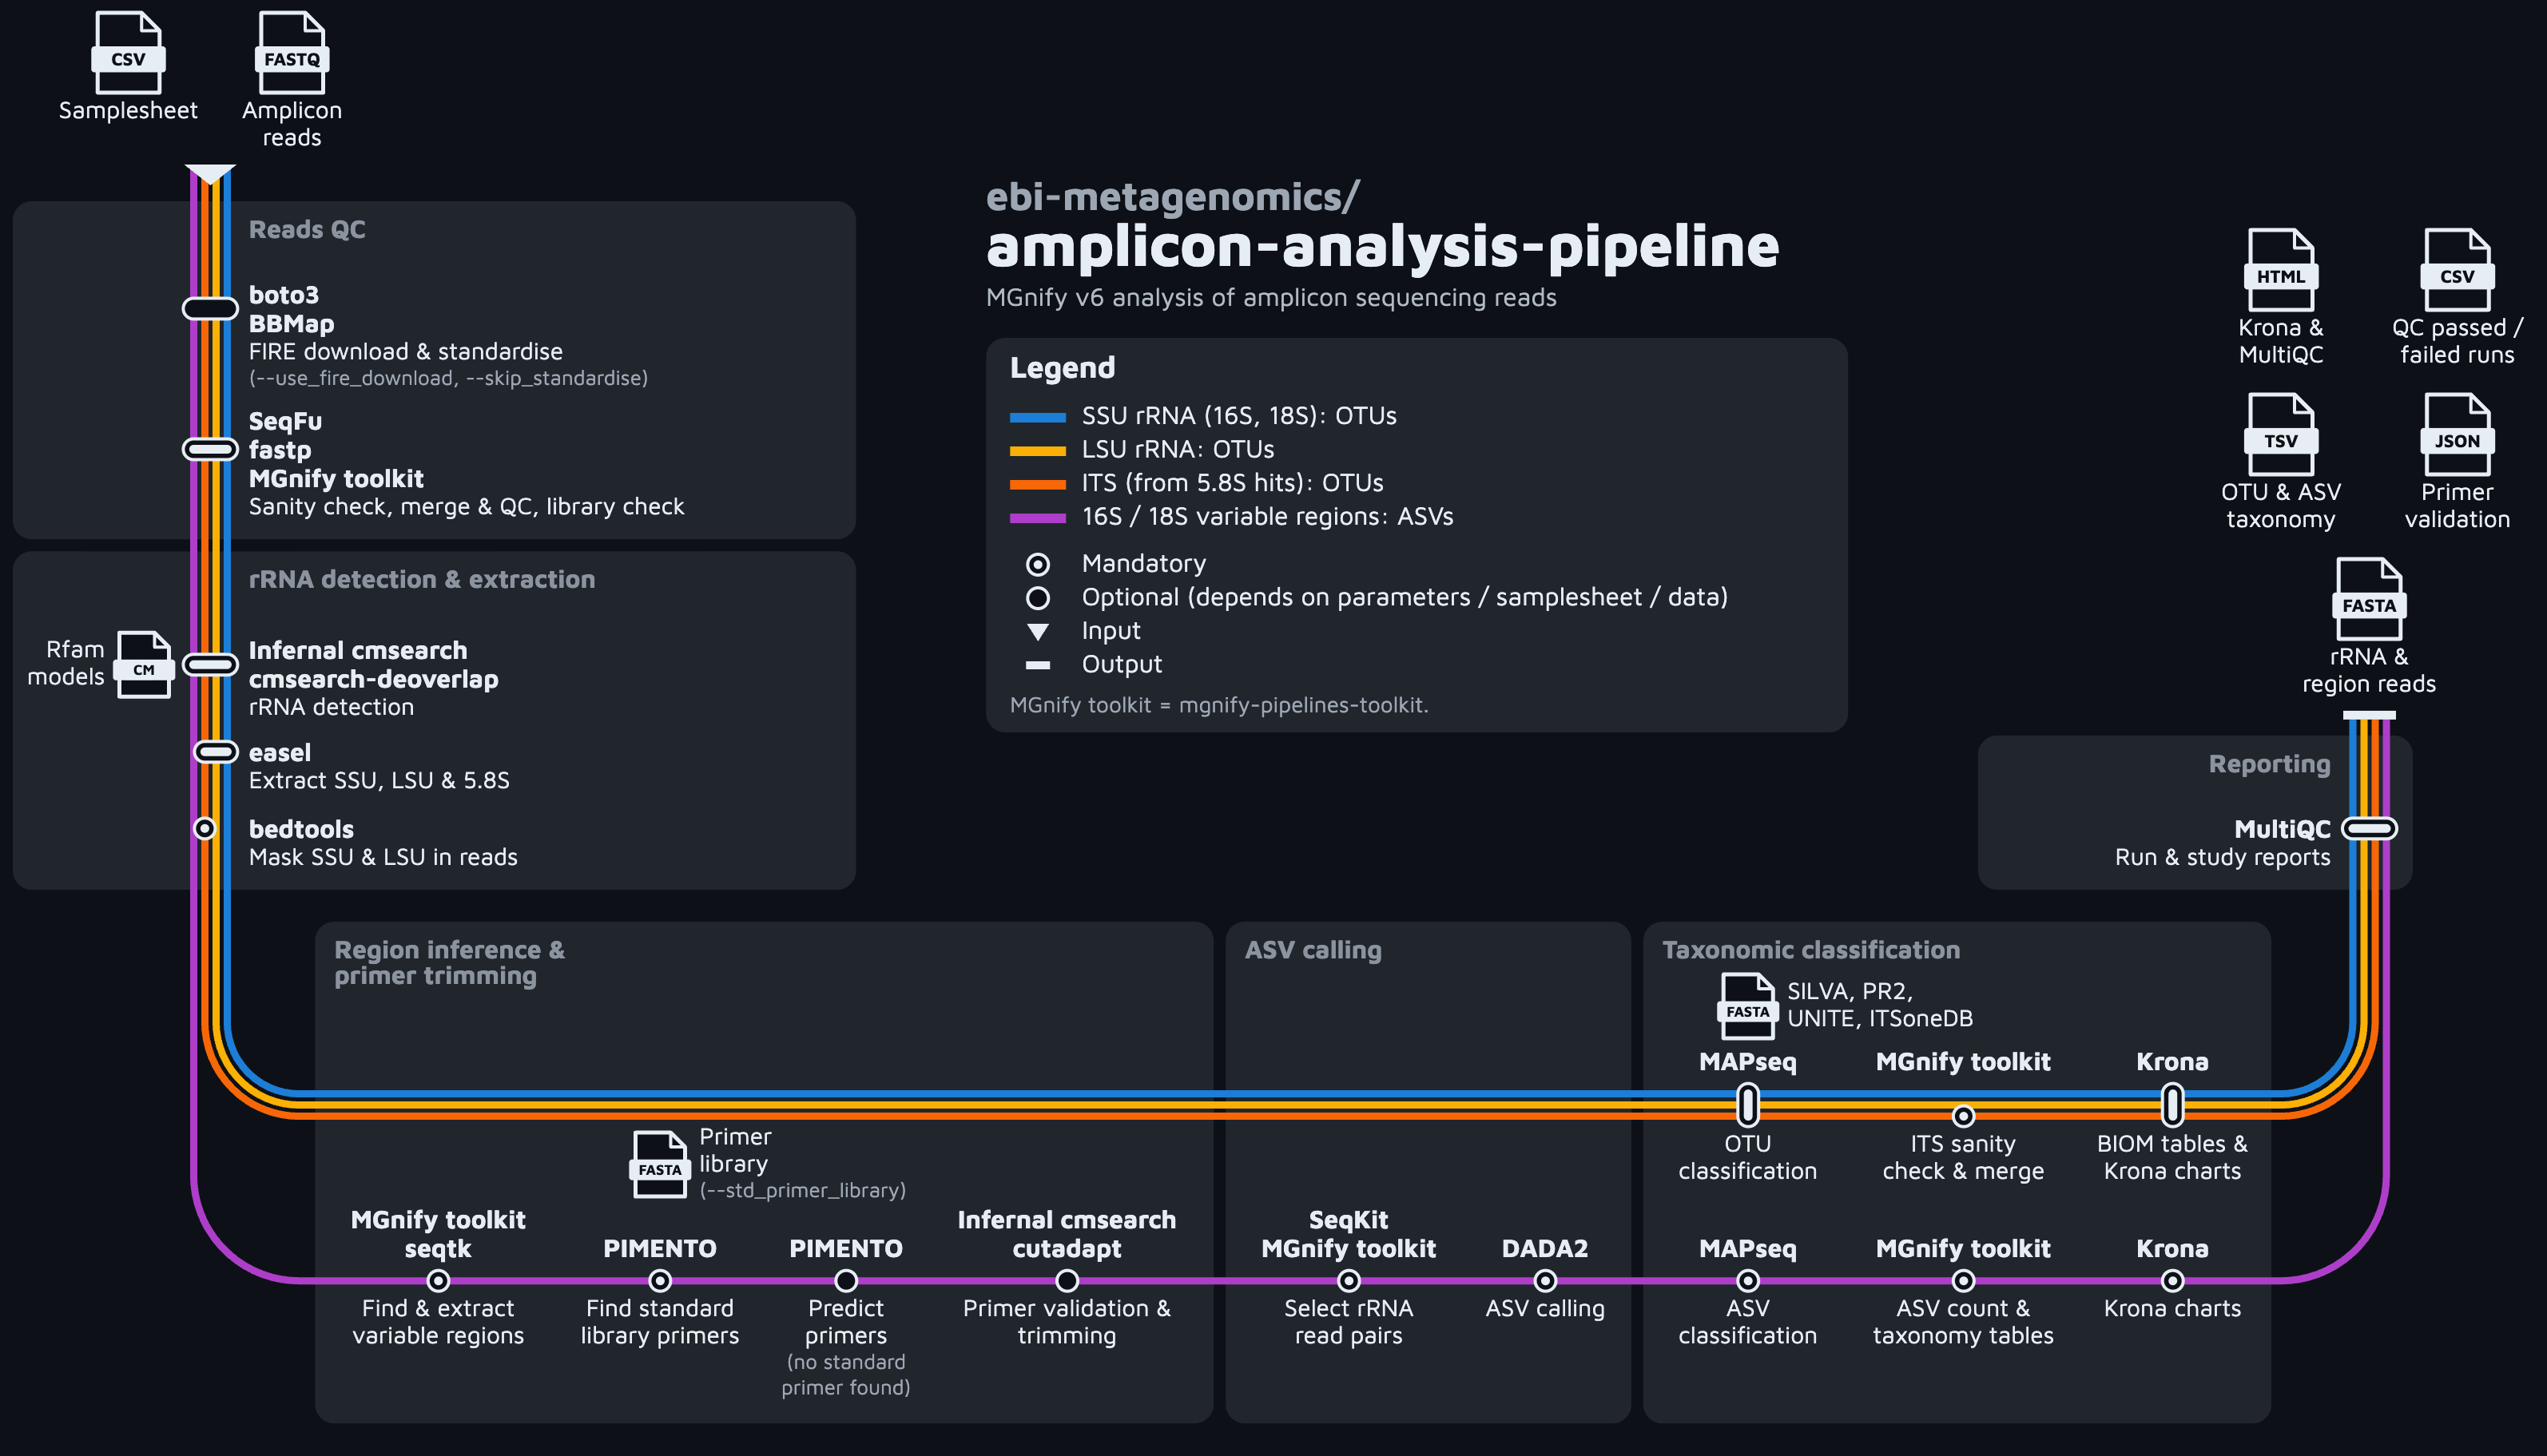 CSV
Samplesheet
FASTQ
Amplicon
reads
Reads QC
boto3
BBMap
FIRE download & standardise
(--use_fire_download, --skip_standardise)
SeqFu
fastp
MGnify toolkit
Sanity check, merge & QC, library check
rRNA detection & extraction
Rfam
models
CM
Infernal cmsearch
cmsearch-deoverlap
rRNA detection
easel
Extract SSU, LSU & 5.8S
bedtools
Mask SSU & LSU in reads
ebi-metagenomics/
amplicon-analysis-pipeline
MGnify v6 analysis of amplicon sequencing reads
Legend
SSU rRNA (16S, 18S): OTUs
LSU rRNA: OTUs
ITS (from 5.8S hits): OTUs
16S / 18S variable regions: ASVs
Mandatory
Optional (depends on parameters / samplesheet / data)
Input
Output
MGnify toolkit = mgnify-pipelines-toolkit.
HTML
Krona &
MultiQC
CSV
QC passed /
failed runs
TSV
OTU & ASV
taxonomy
JSON
Primer
validation
FASTA
rRNA &
region reads
Reporting
MultiQC
Run & study reports
Region inference &
primer trimming
FASTA
Primer
library
(--std_primer_library)
MGnify toolkit
seqtk
Find & extract
variable regions
PIMENTO
Find standard
library primers
PIMENTO
Predict
primers
(no standard
primer found)
Infernal cmsearch
cutadapt
Primer validation &
trimming
ASV calling
SeqKit
MGnify toolkit
Select rRNA
read pairs
DADA2
ASV calling
Taxonomic classification
FASTA
SILVA, PR2,
UNITE, ITSoneDB
MAPseq
OTU
classification
MGnify toolkit
ITS sanity
check & merge
Krona
BIOM tables &
Krona charts
MAPseq
ASV
classification
MGnify toolkit
ASV count &
taxonomy tables
Krona
Krona charts